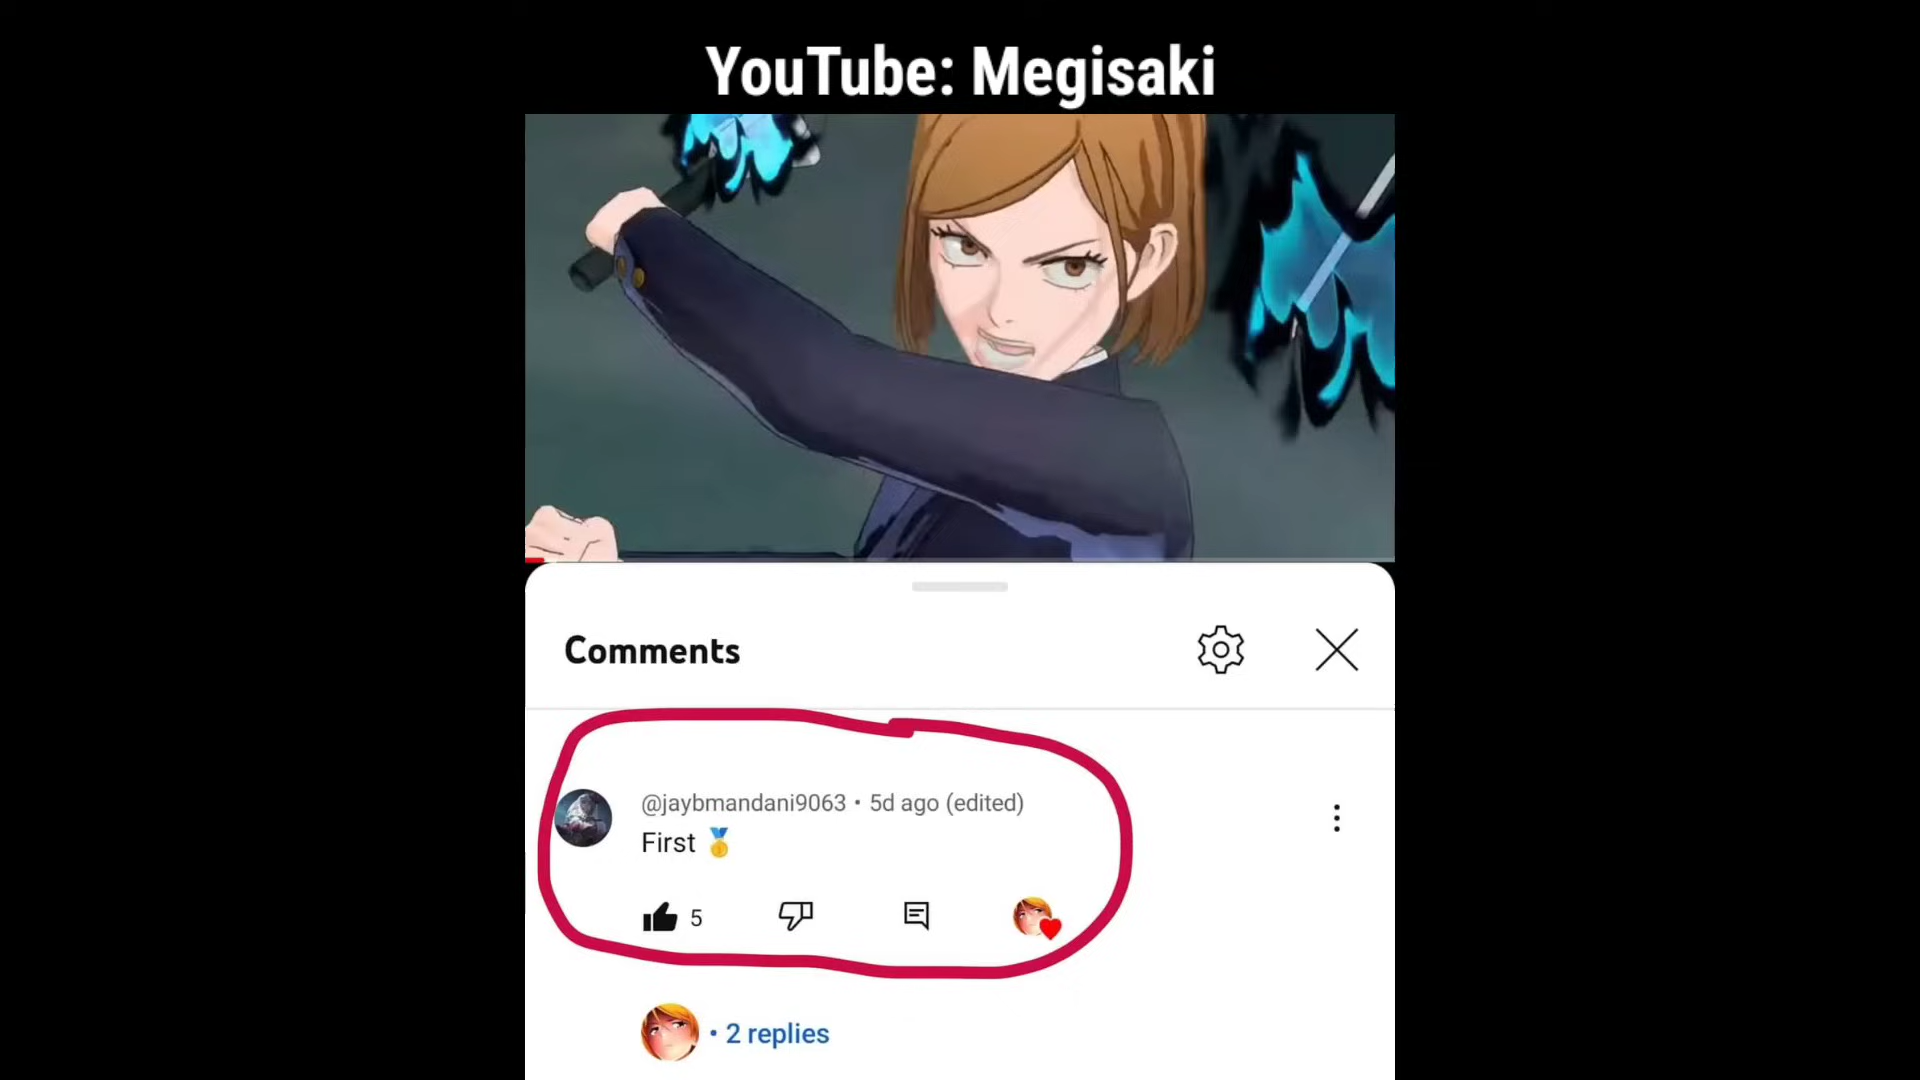 YouTube: Megisaki
Comments
@jaybmandani9063 • 5d ago (edited)
First 🥇
5
• 2 replies